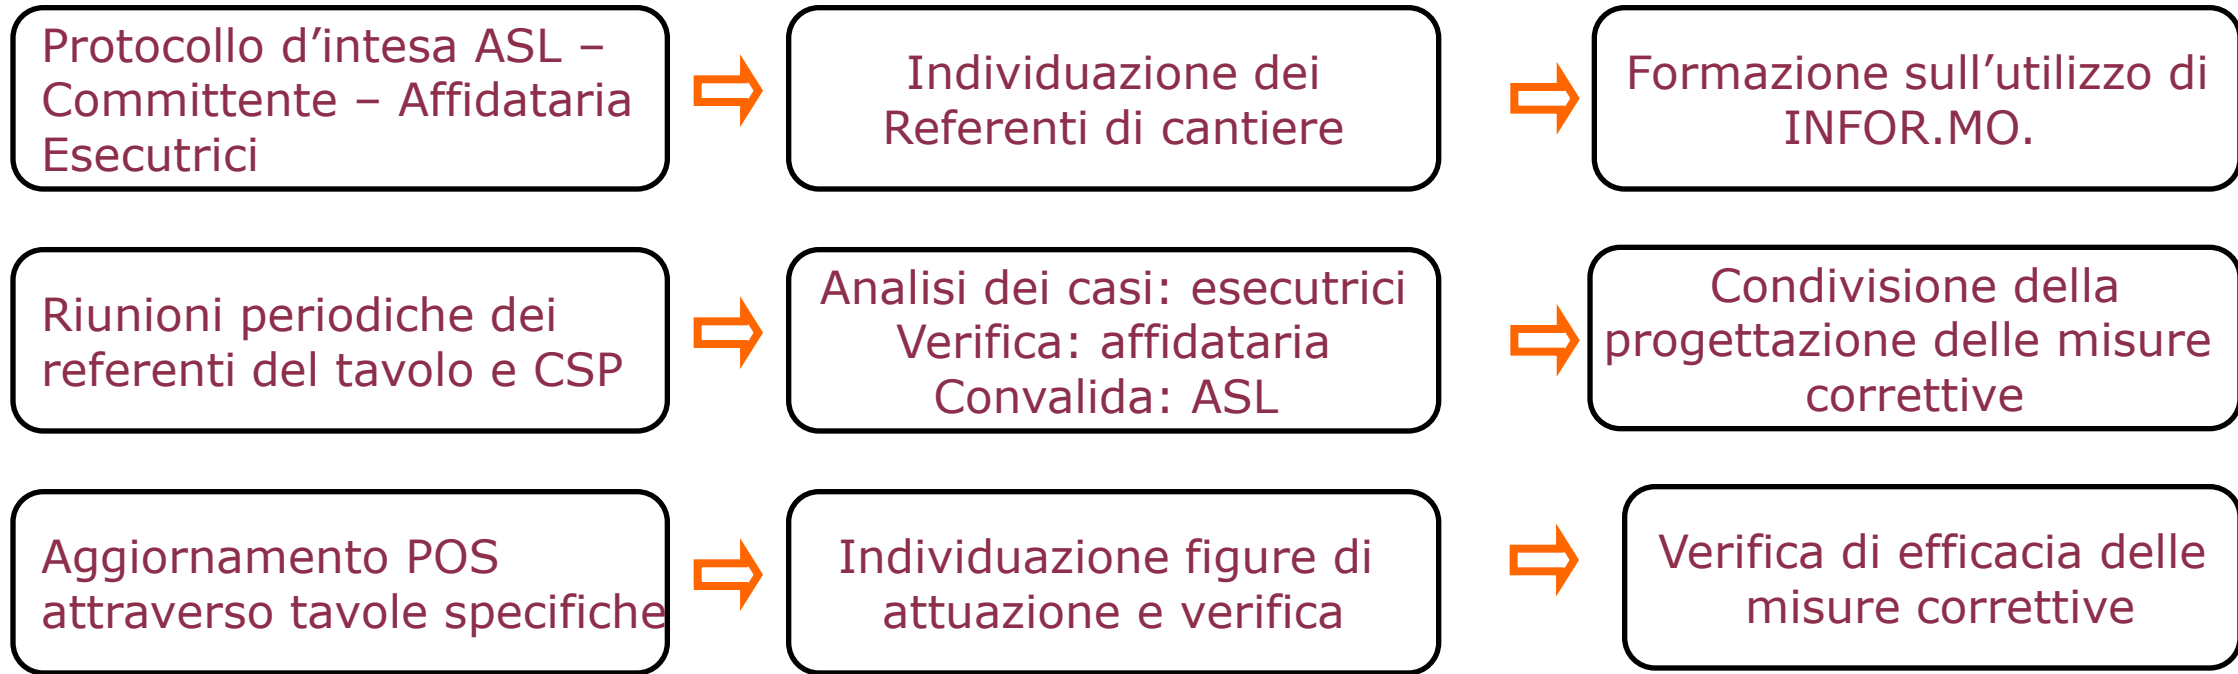 Protocollo d’intesa ASL –
Committente – Affidataria
Esecutrici
Individuazione dei
Referenti di cantiere
Formazione sull’utilizzo di
INFOR.MO.
Riunioni periodiche dei
referenti del tavolo e CSP
Analisi dei casi: esecutrici
Verifica: affidataria
Convalida: ASL
Condivisione della
progettazione delle misure
correttive
Aggiornamento POS
attraverso tavole specifiche
Individuazione figure di
attuazione e verifica
Verifica di efficacia delle
misure correttive